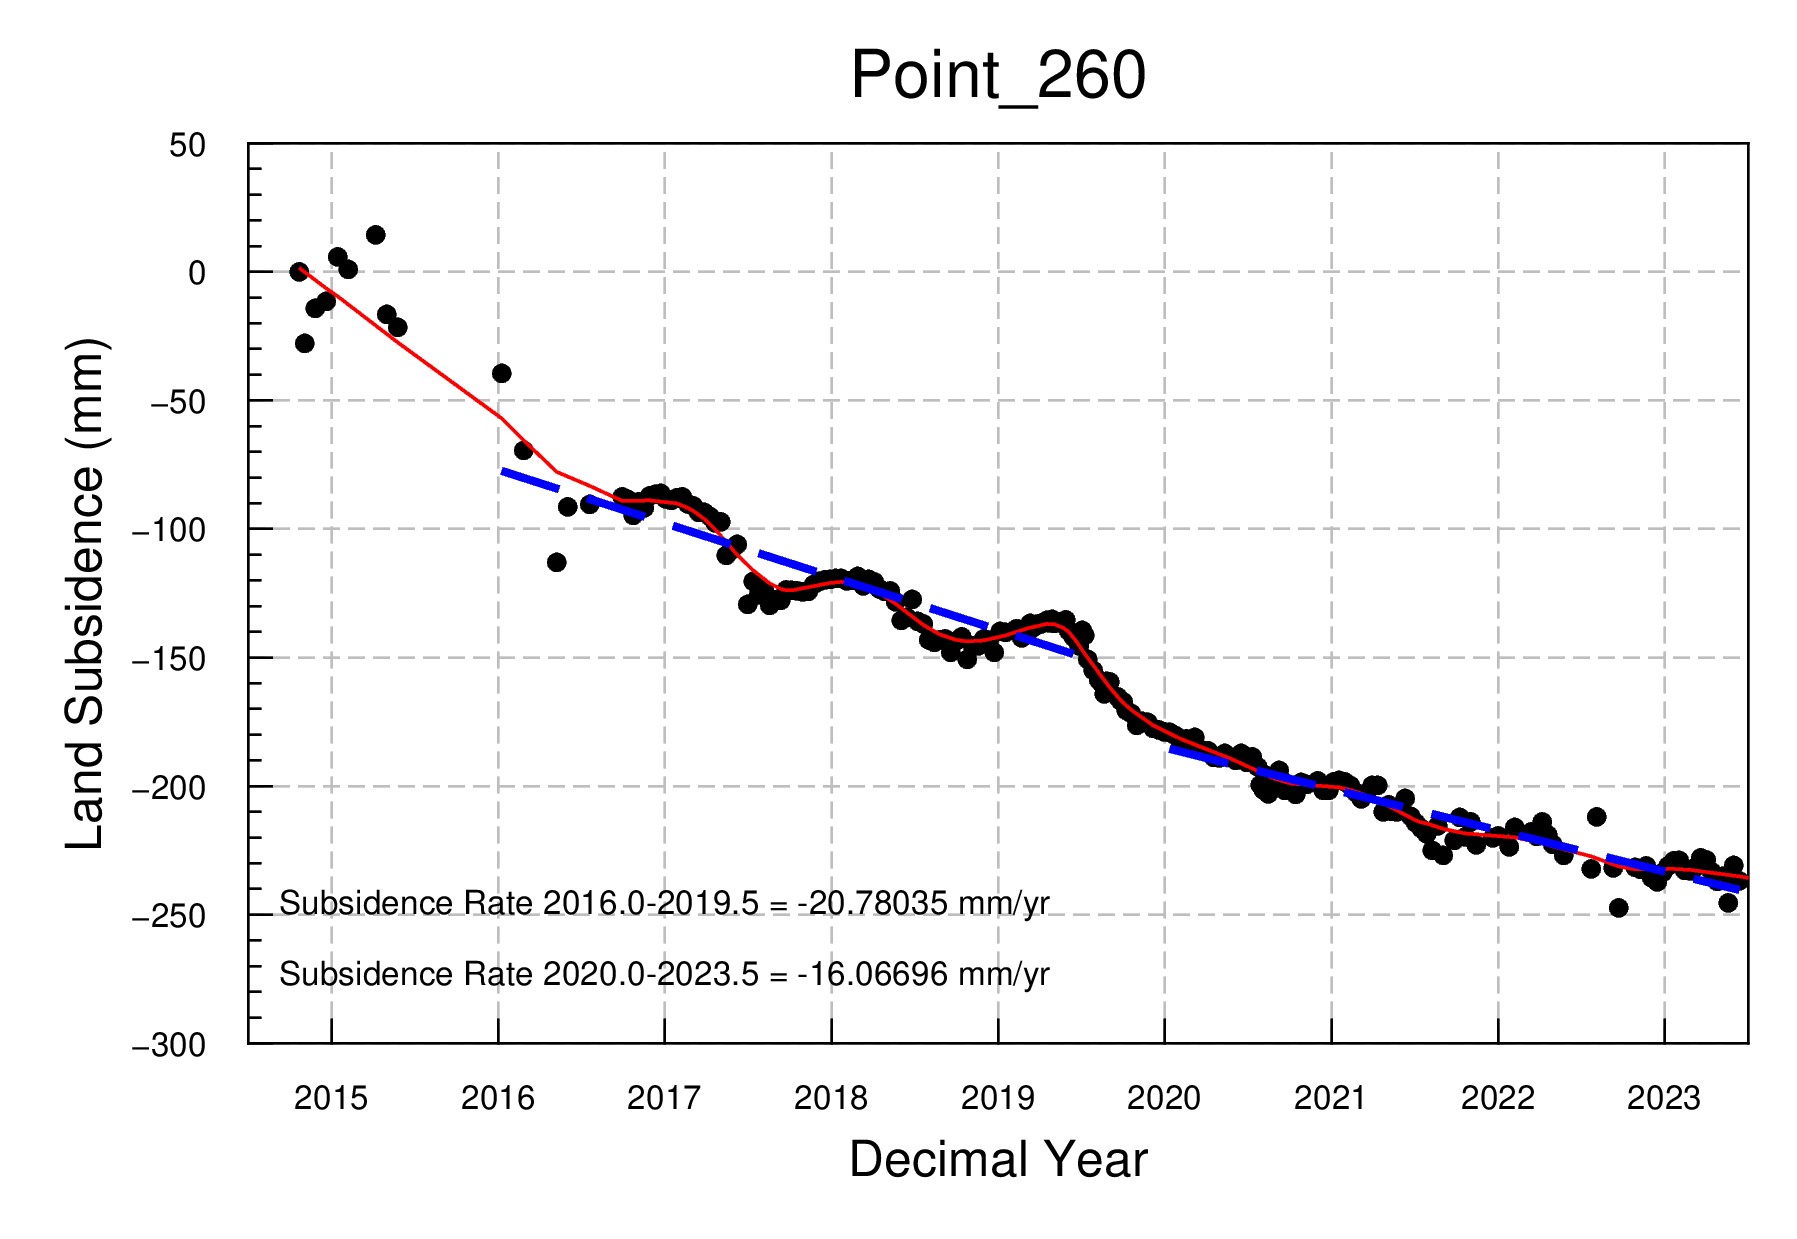 Point_260
50
0
−50
−100
−150
−200
−250
−300
Land Subsidence (mm)
Subsidence Rate 2016.0-2019.5 = -20.78035 mm/yr
Subsidence Rate 2020.0-2023.5 = -16.06696 mm/yr
2015 2016 2017 2018 2019 2020 2021 2022 2023
Decimal Year